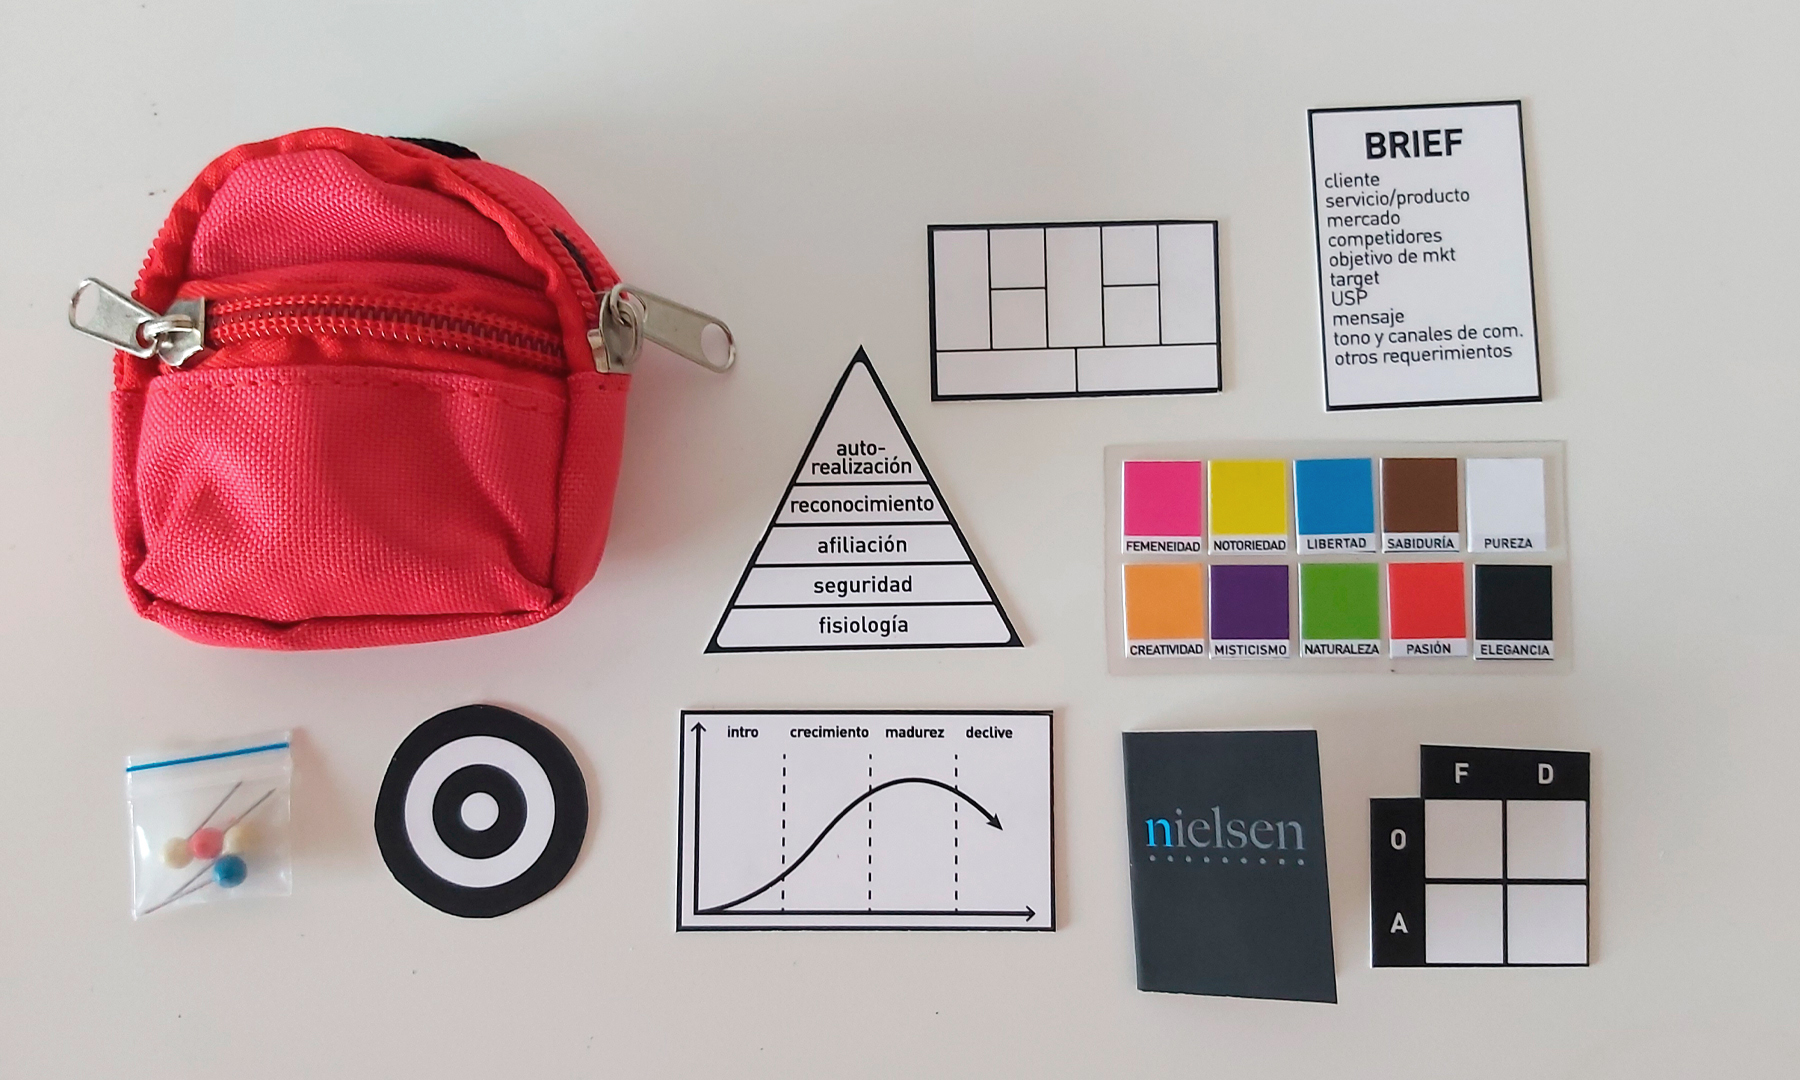 BRIEF
cliente
servicio/producto
mercado
competidores
objetivo de mkt
target
USP
mensaje
tono y canales de com.
otros requerimientos
auto-
realización
reconocimiento
afiliación
seguridad
fisiología
FEMENEIDAD NOTORIEDAD LIBERTAD SABIDURÍA PUREZA
CREATIVIDAD MISTICISMO NATURALEZA PASIÓN ELEGANCIA
intro crecimiento madurez declive
nielsen
F D
O
A